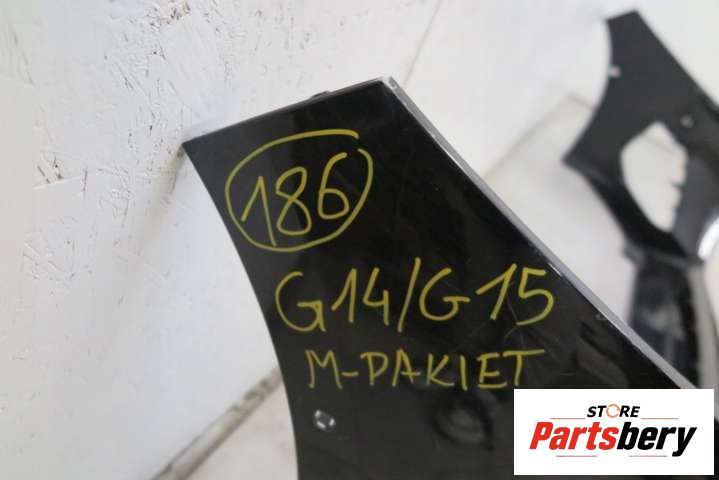 186
G14/G15
M-PAKIET
STORE
Partsbery